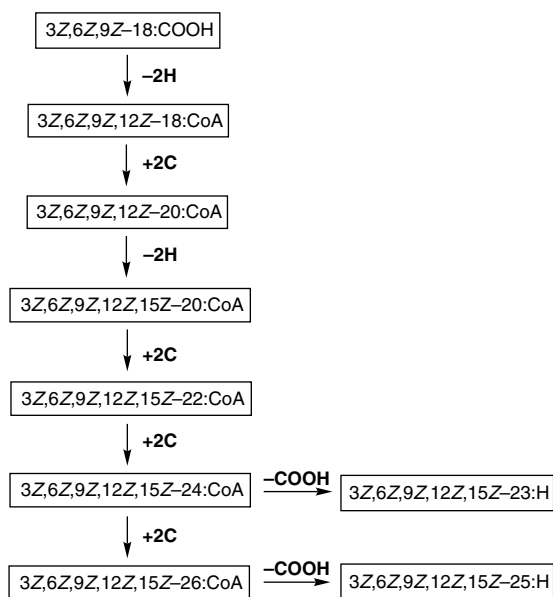 3Z,6Z,9Z–18:COOH
–2H
3Z,6Z,9Z,12Z–18:CoA
+2C
3Z,6Z,9Z,12Z–20:CoA
–2H
3Z,6Z,9Z,12Z,15Z–20:CoA
+2C
3Z,6Z,9Z,12Z,15Z–22:CoA
+2C
3Z,6Z,9Z,12Z,15Z–24:CoA –COOH 3Z,6Z,9Z,12Z,15Z–23:H
+2C
3Z,6Z,9Z,12Z,15Z–26:CoA –COOH 3Z,6Z,9Z,12Z,15Z–25:H